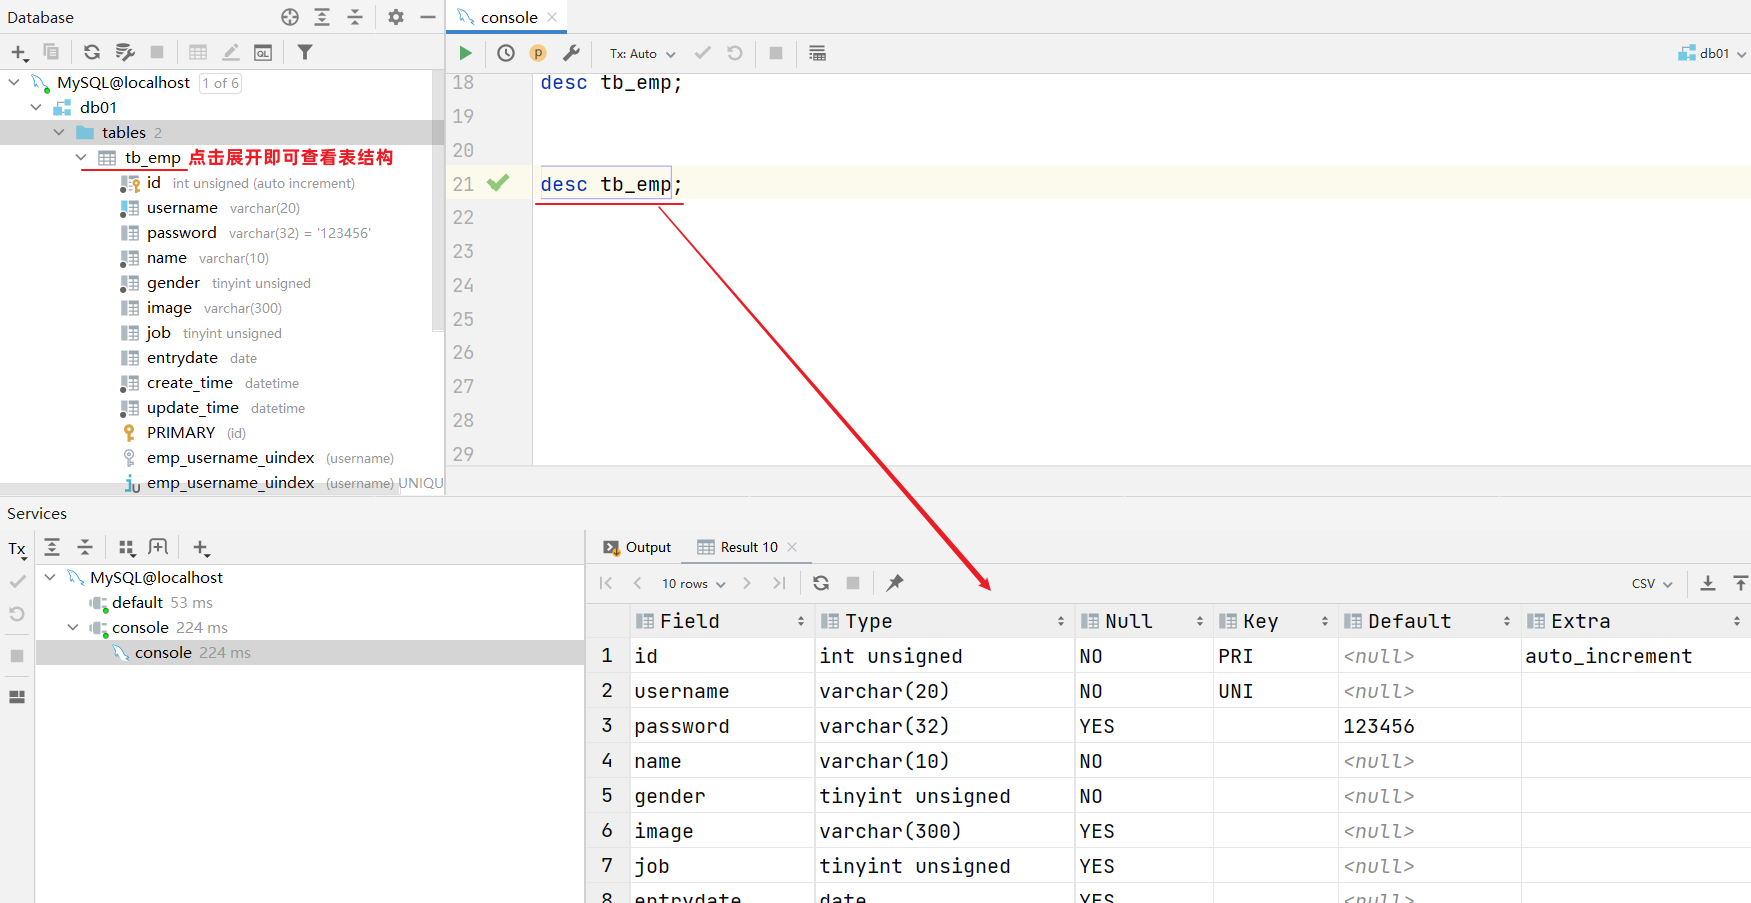 Database
MySQL@localhost 1 of 6
db01
tables 2
tb_emp 点击展开即可查看表结构
id int unsigned (auto increment)
username varchar(20)
password varchar(32) = '123456'
name varchar(10)
gender tinyint unsigned
image varchar(300)
job tinyint unsigned
entrydate date
create_time datetime
update_time datetime
PRIMARY (id)
emp_username_uindex (username)
emp_username_uindex (username) UNIQU
console
Tx: Auto
db01
18 desc tb_emp;
19
20
21 desc tb_emp;
22
23
24
25
26
27
28
29
Services
Tx
MySQL@localhost
default 53 ms
console 224 ms
console 224 ms
Output Result 10
10 rows CSV
Field Type Null Key Default Extra
1 id int unsigned NO PRI <null> auto_increment
2 username varchar(20) NO UNI <null>
3 password varchar(32) YES 123456
4 name varchar(10) NO <null>
5 gender tinyint unsigned NO <null>
6 image varchar(300) YES <null>
7 job tinyint unsigned YES <null>
8 entrydate date YES <null>